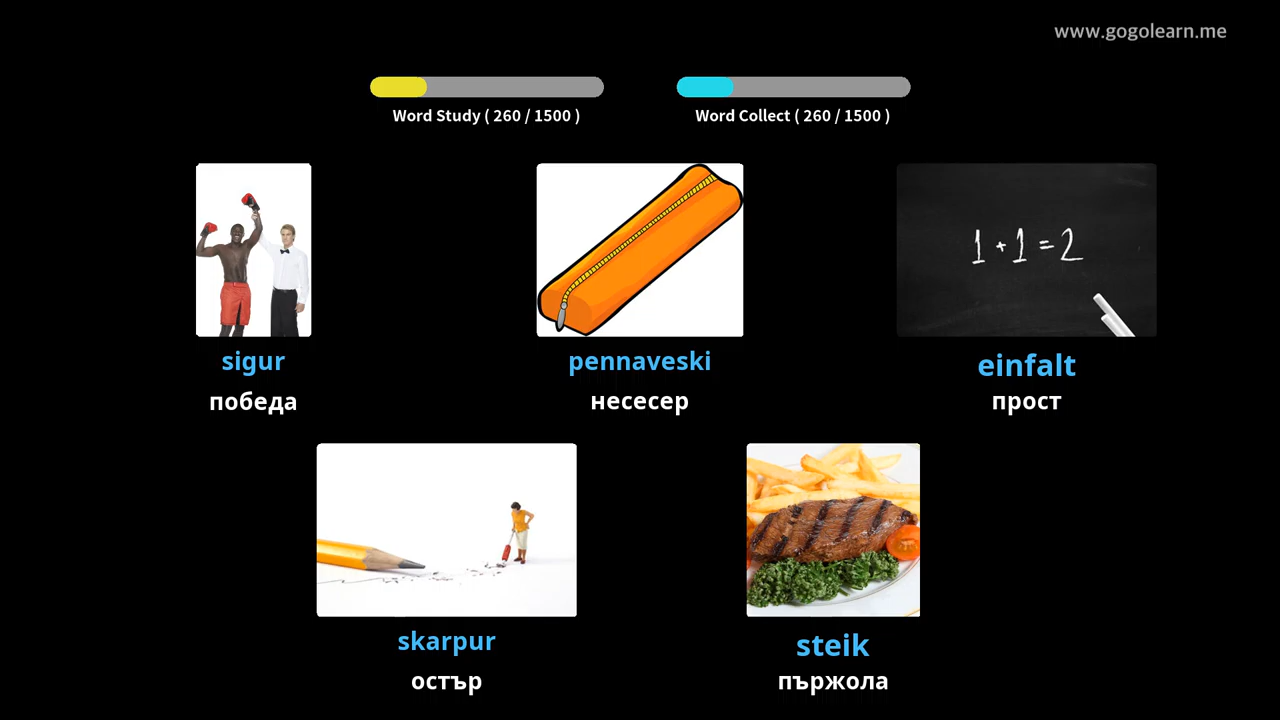 www.gogolearn.me
Word Study ( 260 / 1500 )
Word Collect ( 260 / 1500 )
1 + 1 = 2
sigur
pennaveski
einfalt
победа
несесер
прост
skarpur
steik
остър
пържола